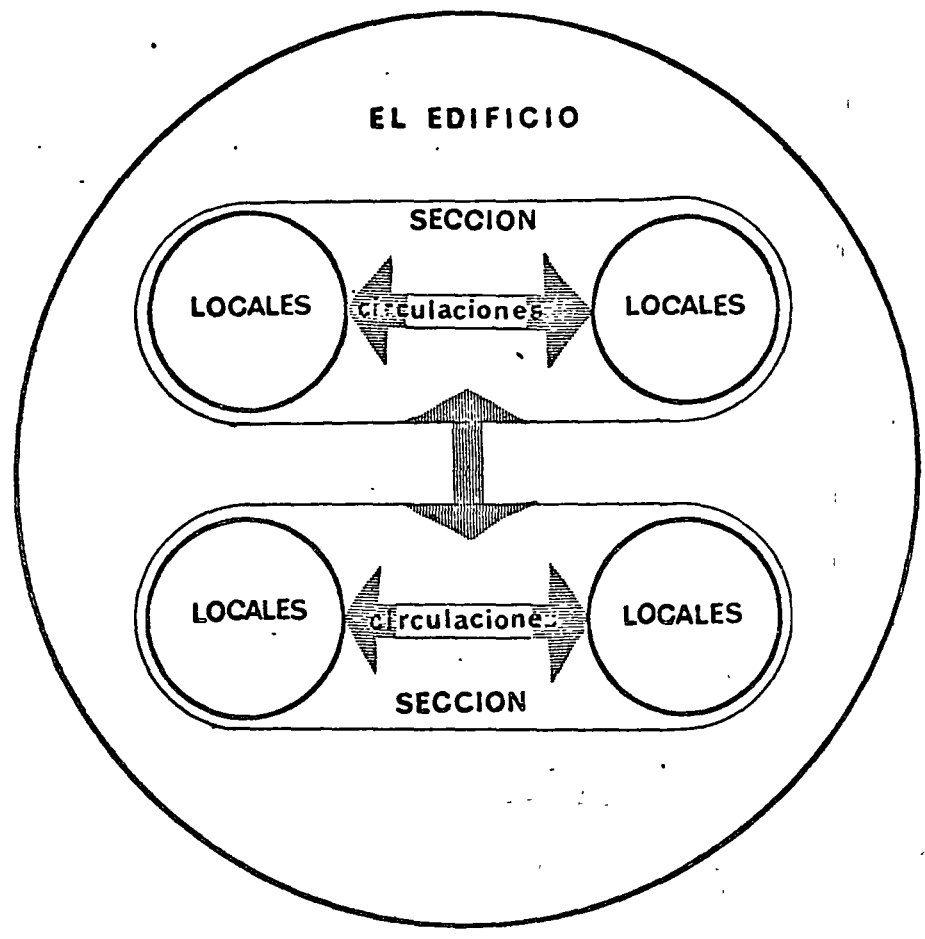 EL EDIFICIO
SECCION
LOCALES
circulaciones
LOCALES
LOCALES
circulaciones
LOCALES
SECCION